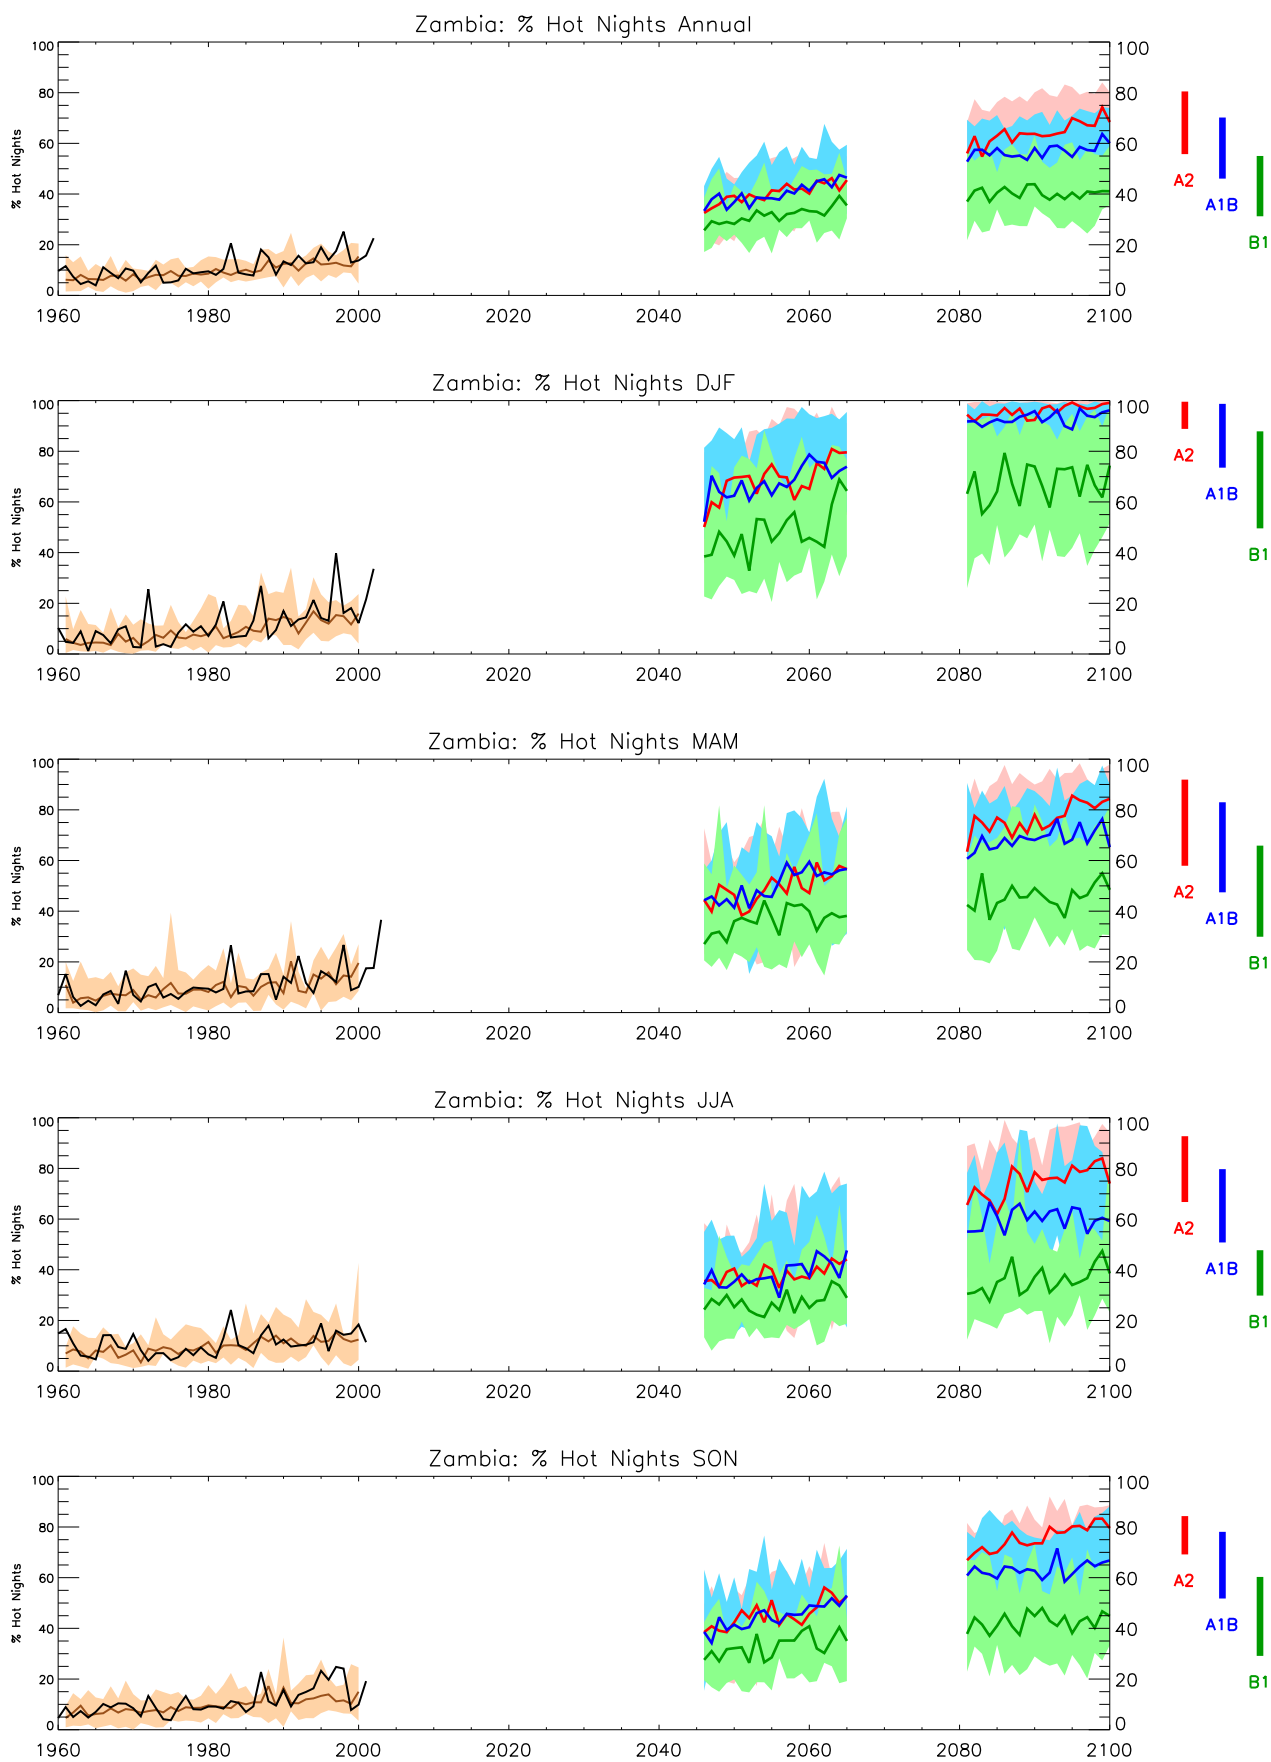 Zambia: % Hot Nights Annual
% Hot Nights
100 80 60 40 20 0
100 80 60 40 20 0
1960 1980 2000 2020 2040 2060 2080 2100
A2 A1B B1
Zambia: % Hot Nights DJF
% Hot Nights
100 80 60 40 20 0
100 80 60 40 20 0
1960 1980 2000 2020 2040 2060 2080 2100
A2 A1B B1
Zambia: % Hot Nights MAM
% Hot Nights
100 80 60 40 20 0
100 80 60 40 20 0
1960 1980 2000 2020 2040 2060 2080 2100
A2 A1B B1
Zambia: % Hot Nights JJA
% Hot Nights
100 80 60 40 20 0
100 80 60 40 20 0
1960 1980 2000 2020 2040 2060 2080 2100
A2 A1B B1
Zambia: % Hot Nights SON
% Hot Nights
100 80 60 40 20 0
100 80 60 40 20 0
1960 1980 2000 2020 2040 2060 2080 2100
A2 A1B B1